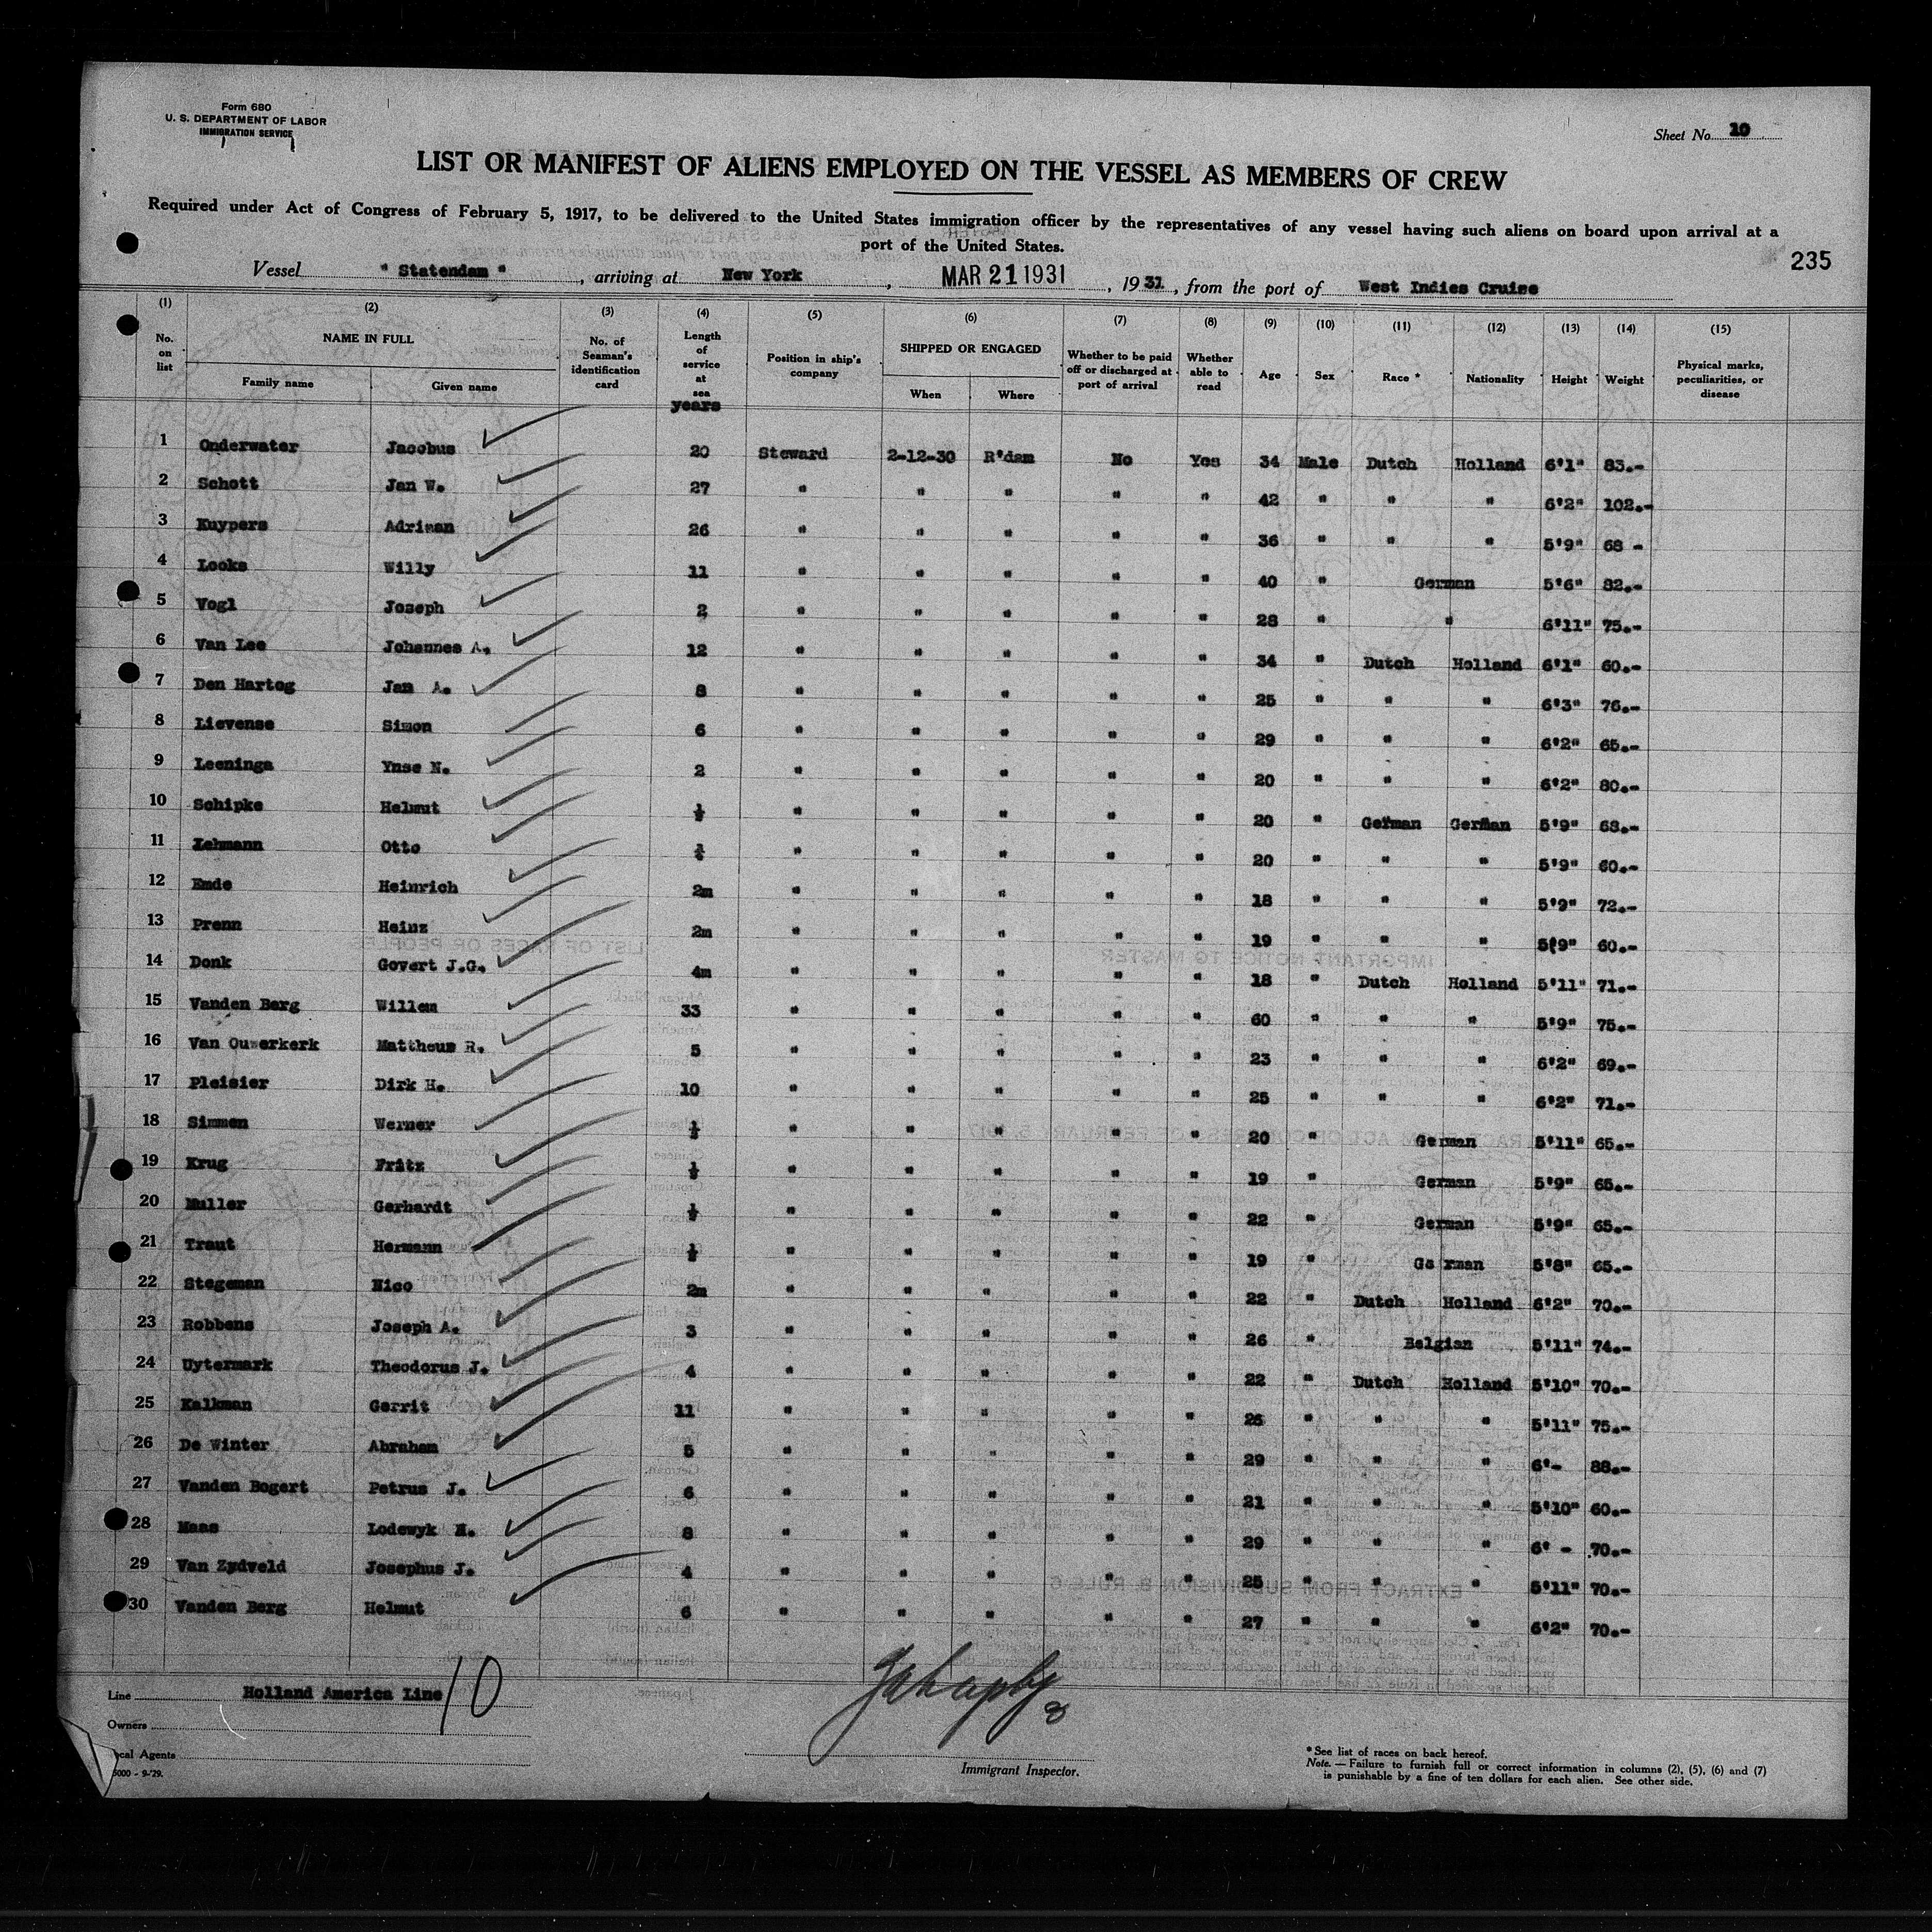 Form 680
U. S. DEPARTMENT OF LABOR
IMMIGRATION SERVICE
Sheet No. 10
LIST OR MANIFEST OF ALIENS EMPLOYED ON THE VESSEL AS MEMBERS OF CREW
Required under Act of Congress of February 5, 1917, to be delivered to the United States immigration officer by the representatives of any vessel having such aliens on board upon arrival at a
port of the United States.
235
Vessel " Statendam " , arriving at New York , MAR 21 1931 , 1931 , from the port of West Indies Cruise
(1) (2) (3) (4) (5) (6) (7) (8) (9) (10) (11) (12) (13) (14) (15)
No. on list NAME IN FULL Family name Given name No. of Seaman's identification card Length of service at sea years Position in ship's company SHIPPED OR ENGAGED When Where Whether to be paid off or discharged at port of arrival Whether able to read Age Sex Race * Nationality Height Weight Physical marks, peculiarities, or disease
1 Onderwater Jacobus 20 Steward 2-12-30 R'dam No Yes 34 Male Dutch Holland 6'1" 83.-
2 Schott Jan W. 27 " " " " " 42 " " " 6'2" 102.-
3 Kuypers Adriaan 26 " " " " " 36 " " " 5'9" 68 -
4 Looks Willy 11 " " " " " 40 " German 5'6" 82.-
5 Vogl Joseph 2 " " " " " 28 " " 6'11" 75.-
6 Van Lee Johannes A. 12 " " " " " 34 " Dutch Holland 6'1" 60.-
7 Den Hartog Jan A. 8 " " " " " 25 " " " 6'3" 76.-
8 Lievense Simon 6 " " " " " 29 " " " 6'2" 65.-
9 Leeninga Ynse N. 2 " " " " " 20 " " " 6'2" 80.-
10 Schipke Helmut ½ " " " " " 20 " German German 5'9" 68.-
11 Lehmann Otto " " " " " 20 " " " 5'9" 60.-
12 Emde Heinrich 2m " " " " " 18 " " " 5'9" 72.-
13 Prenn Heinz 2m " " " " " 19 " " " 5(9" 60.-
14 Donk Govert J.G. 4m " " " " " 18 " Dutch Holland 5'11" 71.-
15 Vanden Berg Willem 33 " " " " " 60 " " " 5'9" 75.-
16 Van Ouwerkerk Mattheus R. 5 " " " " " 23 " " " 6'2" 69.-
17 Pleisier Dirk H. 10 " " " " " 25 " " " 6'2" 71.-
18 Simmen Werner ½ " " " " " 20 " German 5'11" 65.-
19 Krug Fritz ½ " " " " " 19 " German 5'9" 65.-
20 Muller Gerhardt ½ " " " " " 22 " German 5'9" 65.-
21 Traut Hermann ½ " " " " " 19 " German 5'8" 65.-
22 Stegeman Nico 2m " " " " " 22 " Dutch Holland 6'2" 70.-
23 Robbens Joseph A. 3 " " " " " 26 " Belgian 5'11" 74.-
24 Uytermark Theodorus J. 4 " " " " " 22 " Dutch Holland 5'10" 70.-
25 Kalkman Gerrit 11 " " " " " 26 " " " 5'11" 75.-
26 De Winter Abraham 5 " " " " " 29 " " " 6'- 88.-
27 Vanden Bogert Petrus J. 6 " " " " " 21 " " " 5'10" 60.-
28 Maas Lodewyk H. 8 " " " " " 29 " " " 6' - 70.-
29 Van Zydveld Josephus J. 4 " " " " " 25 " " " 5'11" 70.-
30 Vanden Berg Helmut 6 " " " " " 27 " " " 6'2" 70.-
Line Holland America Line 10
Owners
Local Agents
5000 - 9-'29.
Immigrant Inspector.
* See list of races on back hereof.
Note. — Failure to furnish full or correct information in columns (2), (5), (6) and (7)
is punishable by a fine of ten dollars for each alien. See other side.